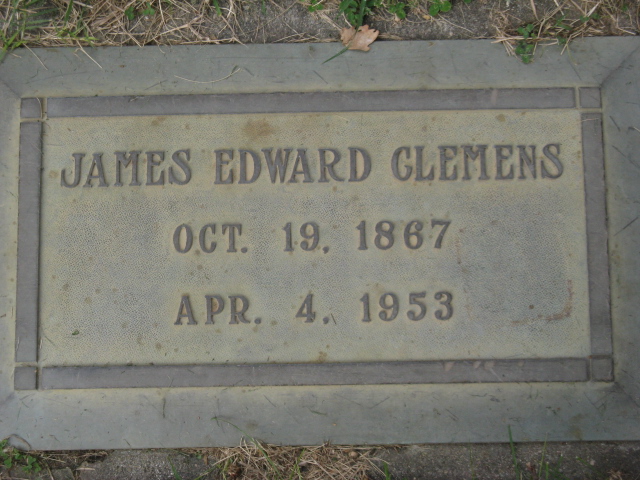 JAMES EDWARD CLEMENS
OCT. 19, 1867
APR. 4, 1953